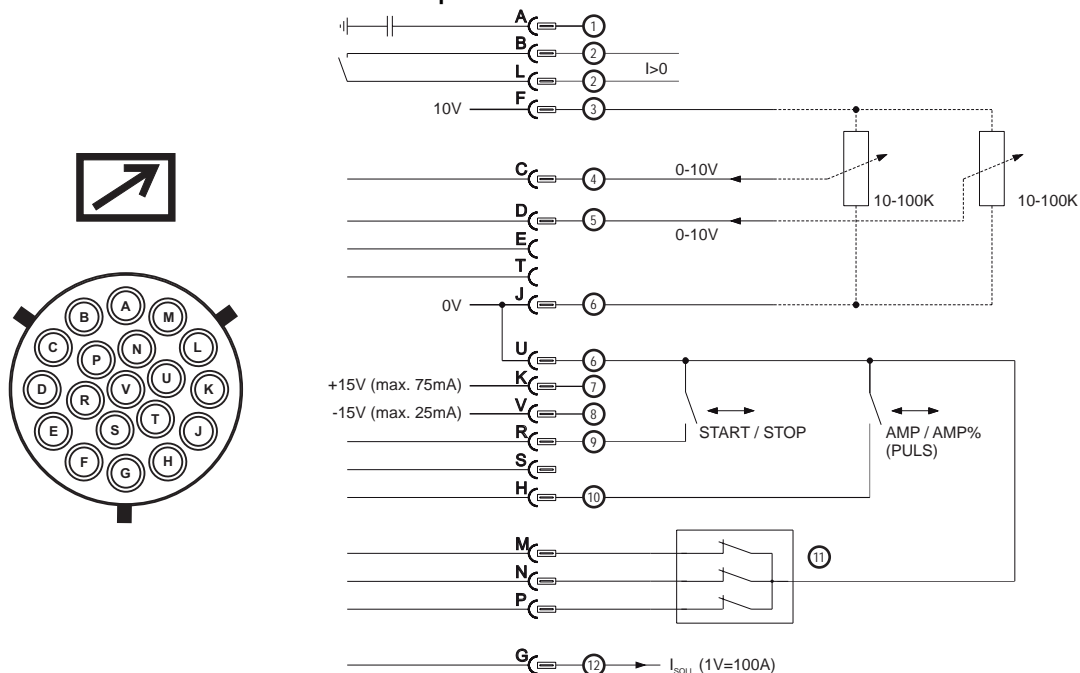 A 1
B 2
L 2 I>0
10V F 3
C 4 0-10V 10-100K 10-100K
D 5 0-10V
E
T
0V J 6
U 6
+15V (max. 75mA) K 7
-15V (max. 25mA) V 8
R 9 START / STOP AMP / AMP%
(PULS)
S
H 10
M 11
N
P
G 12 ISOLL (1V=100A)
A
B M
C N L
P
D V U K
R
E S T J
F H
G